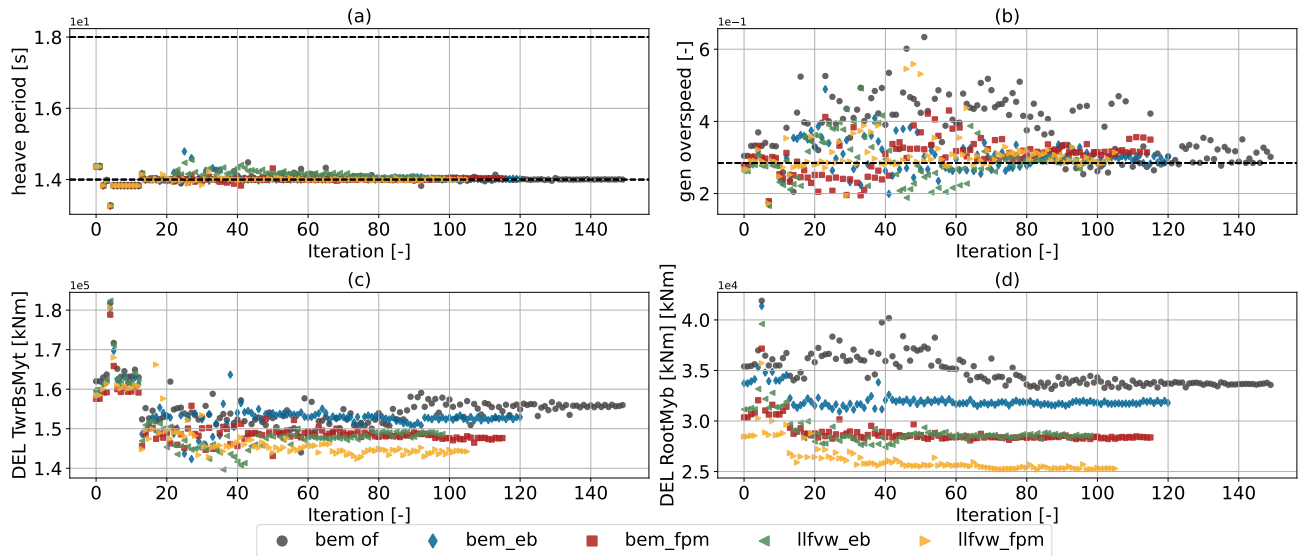 (a)
1e1
heave period [s]
1.8
1.6
1.4
0 20 40 60 80 100 120 140
Iteration [-]
(b)
1e−1
gen overspeed [-]
6
4
2
0 20 40 60 80 100 120 140
Iteration [-]
(c)
1e5
DEL TwrBsMyt [kNm]
1.8
1.7
1.6
1.5
1.4
0 20 40 60 80 100 120 140
Iteration [-]
(d)
1e4
DEL RootMyb [kNm]
4.0
3.5
3.0
2.5
0 20 40 60 80 100 120 140
Iteration [-]
bem of bem_eb bem_fpm llfvw_eb llfvw_fpm